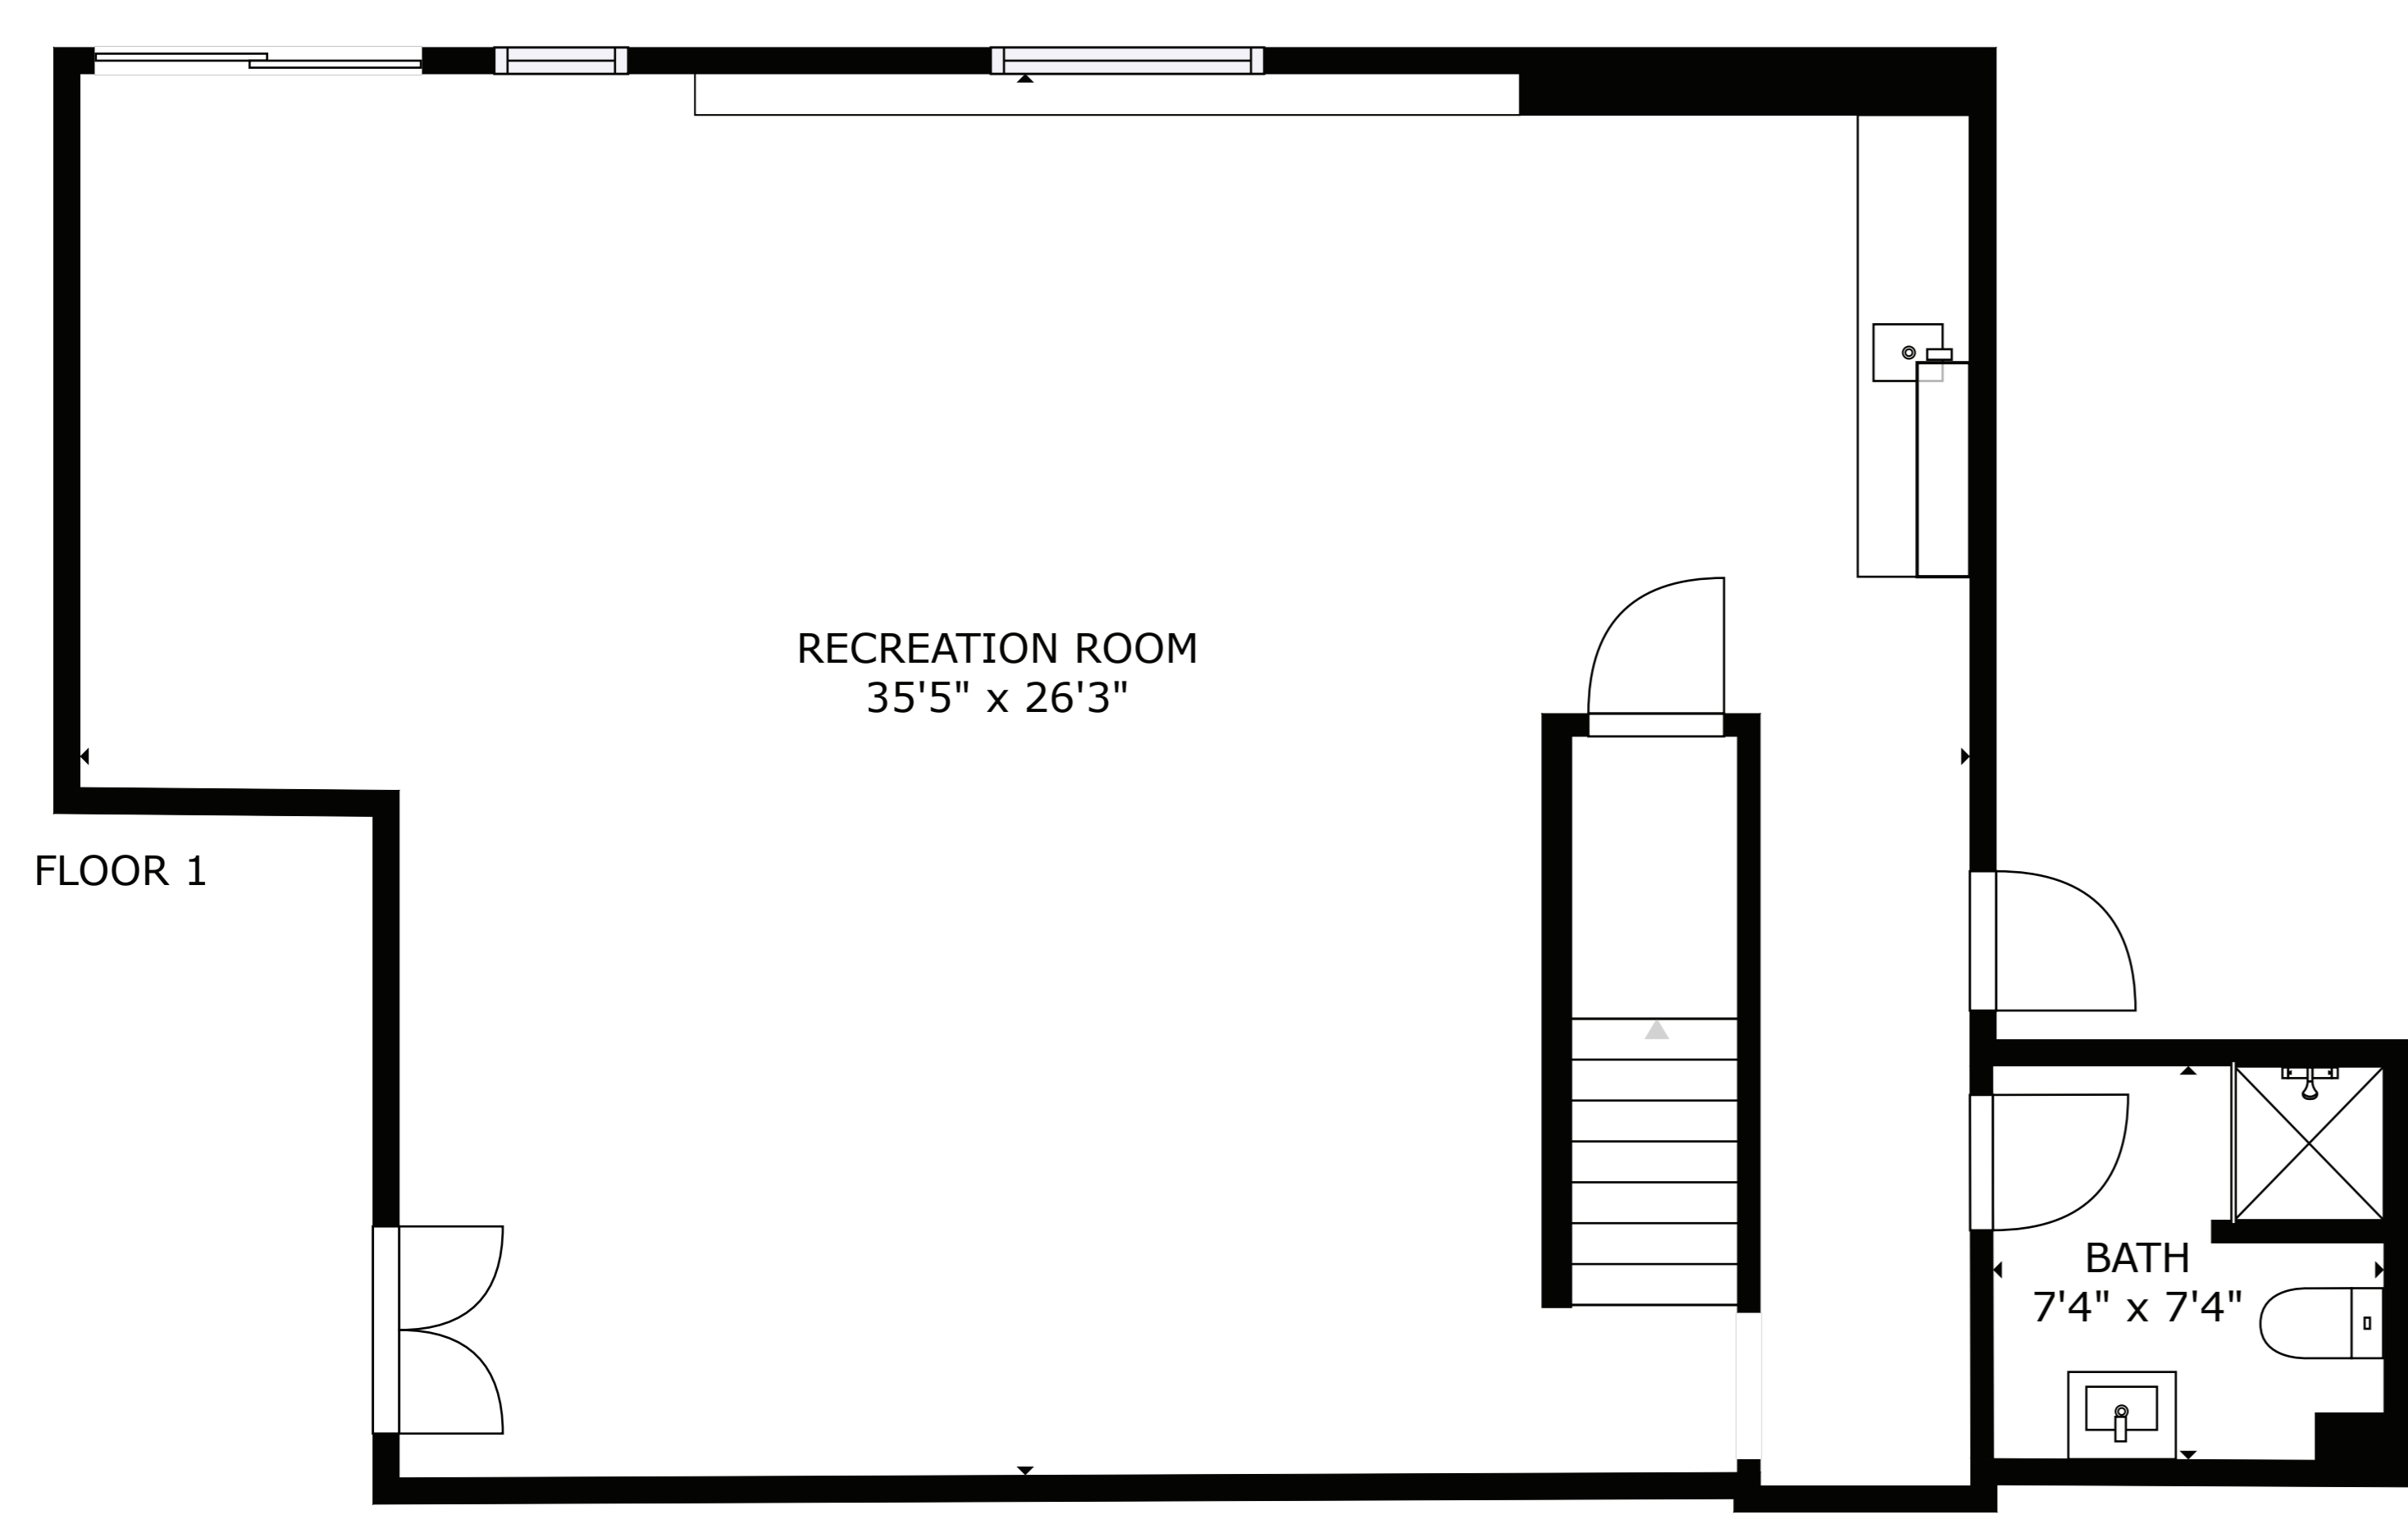 RECREATION ROOM
35'5" x 26'3"
FLOOR 1
BATH
7'4" x 7'4"